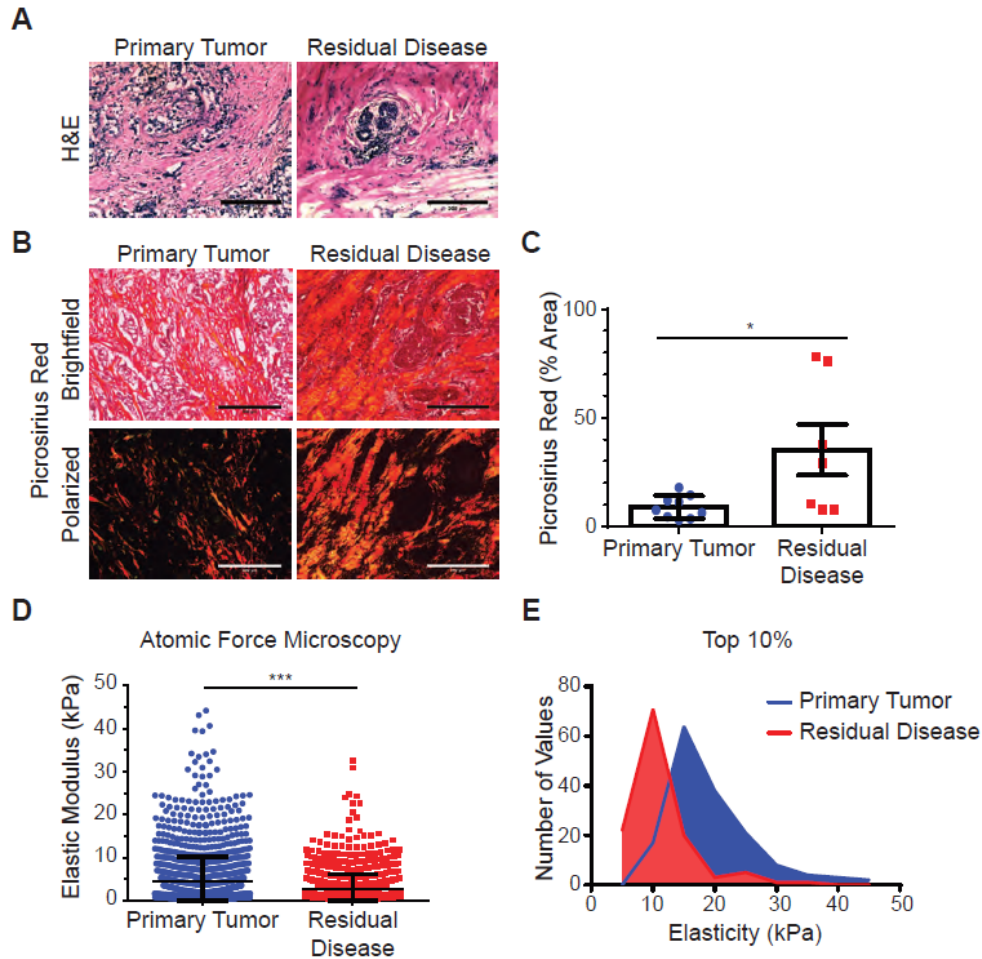 A
Primary Tumor
Residual Disease
H&E
B
Primary Tumor
Residual Disease
Picrosirius Red
Brightfield
Polarized
C
Picrosirius Red (% Area)
100
50
0
*
Primary Tumor
Residual
Disease
D
Atomic Force Microscopy
Elastic Modulus (kPa)
50
40
30
20
10
0
***
Primary Tumor
Residual
Disease
E
Top 10%
Number of Values
80
60
40
20
0
Primary Tumor
Residual Disease
0 10 20 30 40 50
Elasticity (kPa)